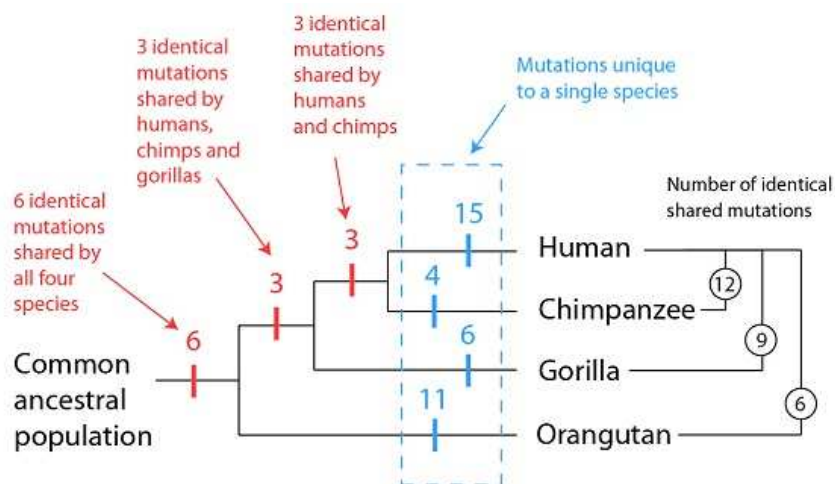 3 identical
mutations
shared by
humans,
chimps and
gorillas
3 identical
mutations
shared by
humans
and chimps
Mutations unique
to a single species
6 identical
mutations
shared by
all four
species
Number of identical
shared mutations
15
3
Human
12
4
Chimpanzee
3
6
9
Gorilla
6
Common
ancestral
population
11
6
Orangutan